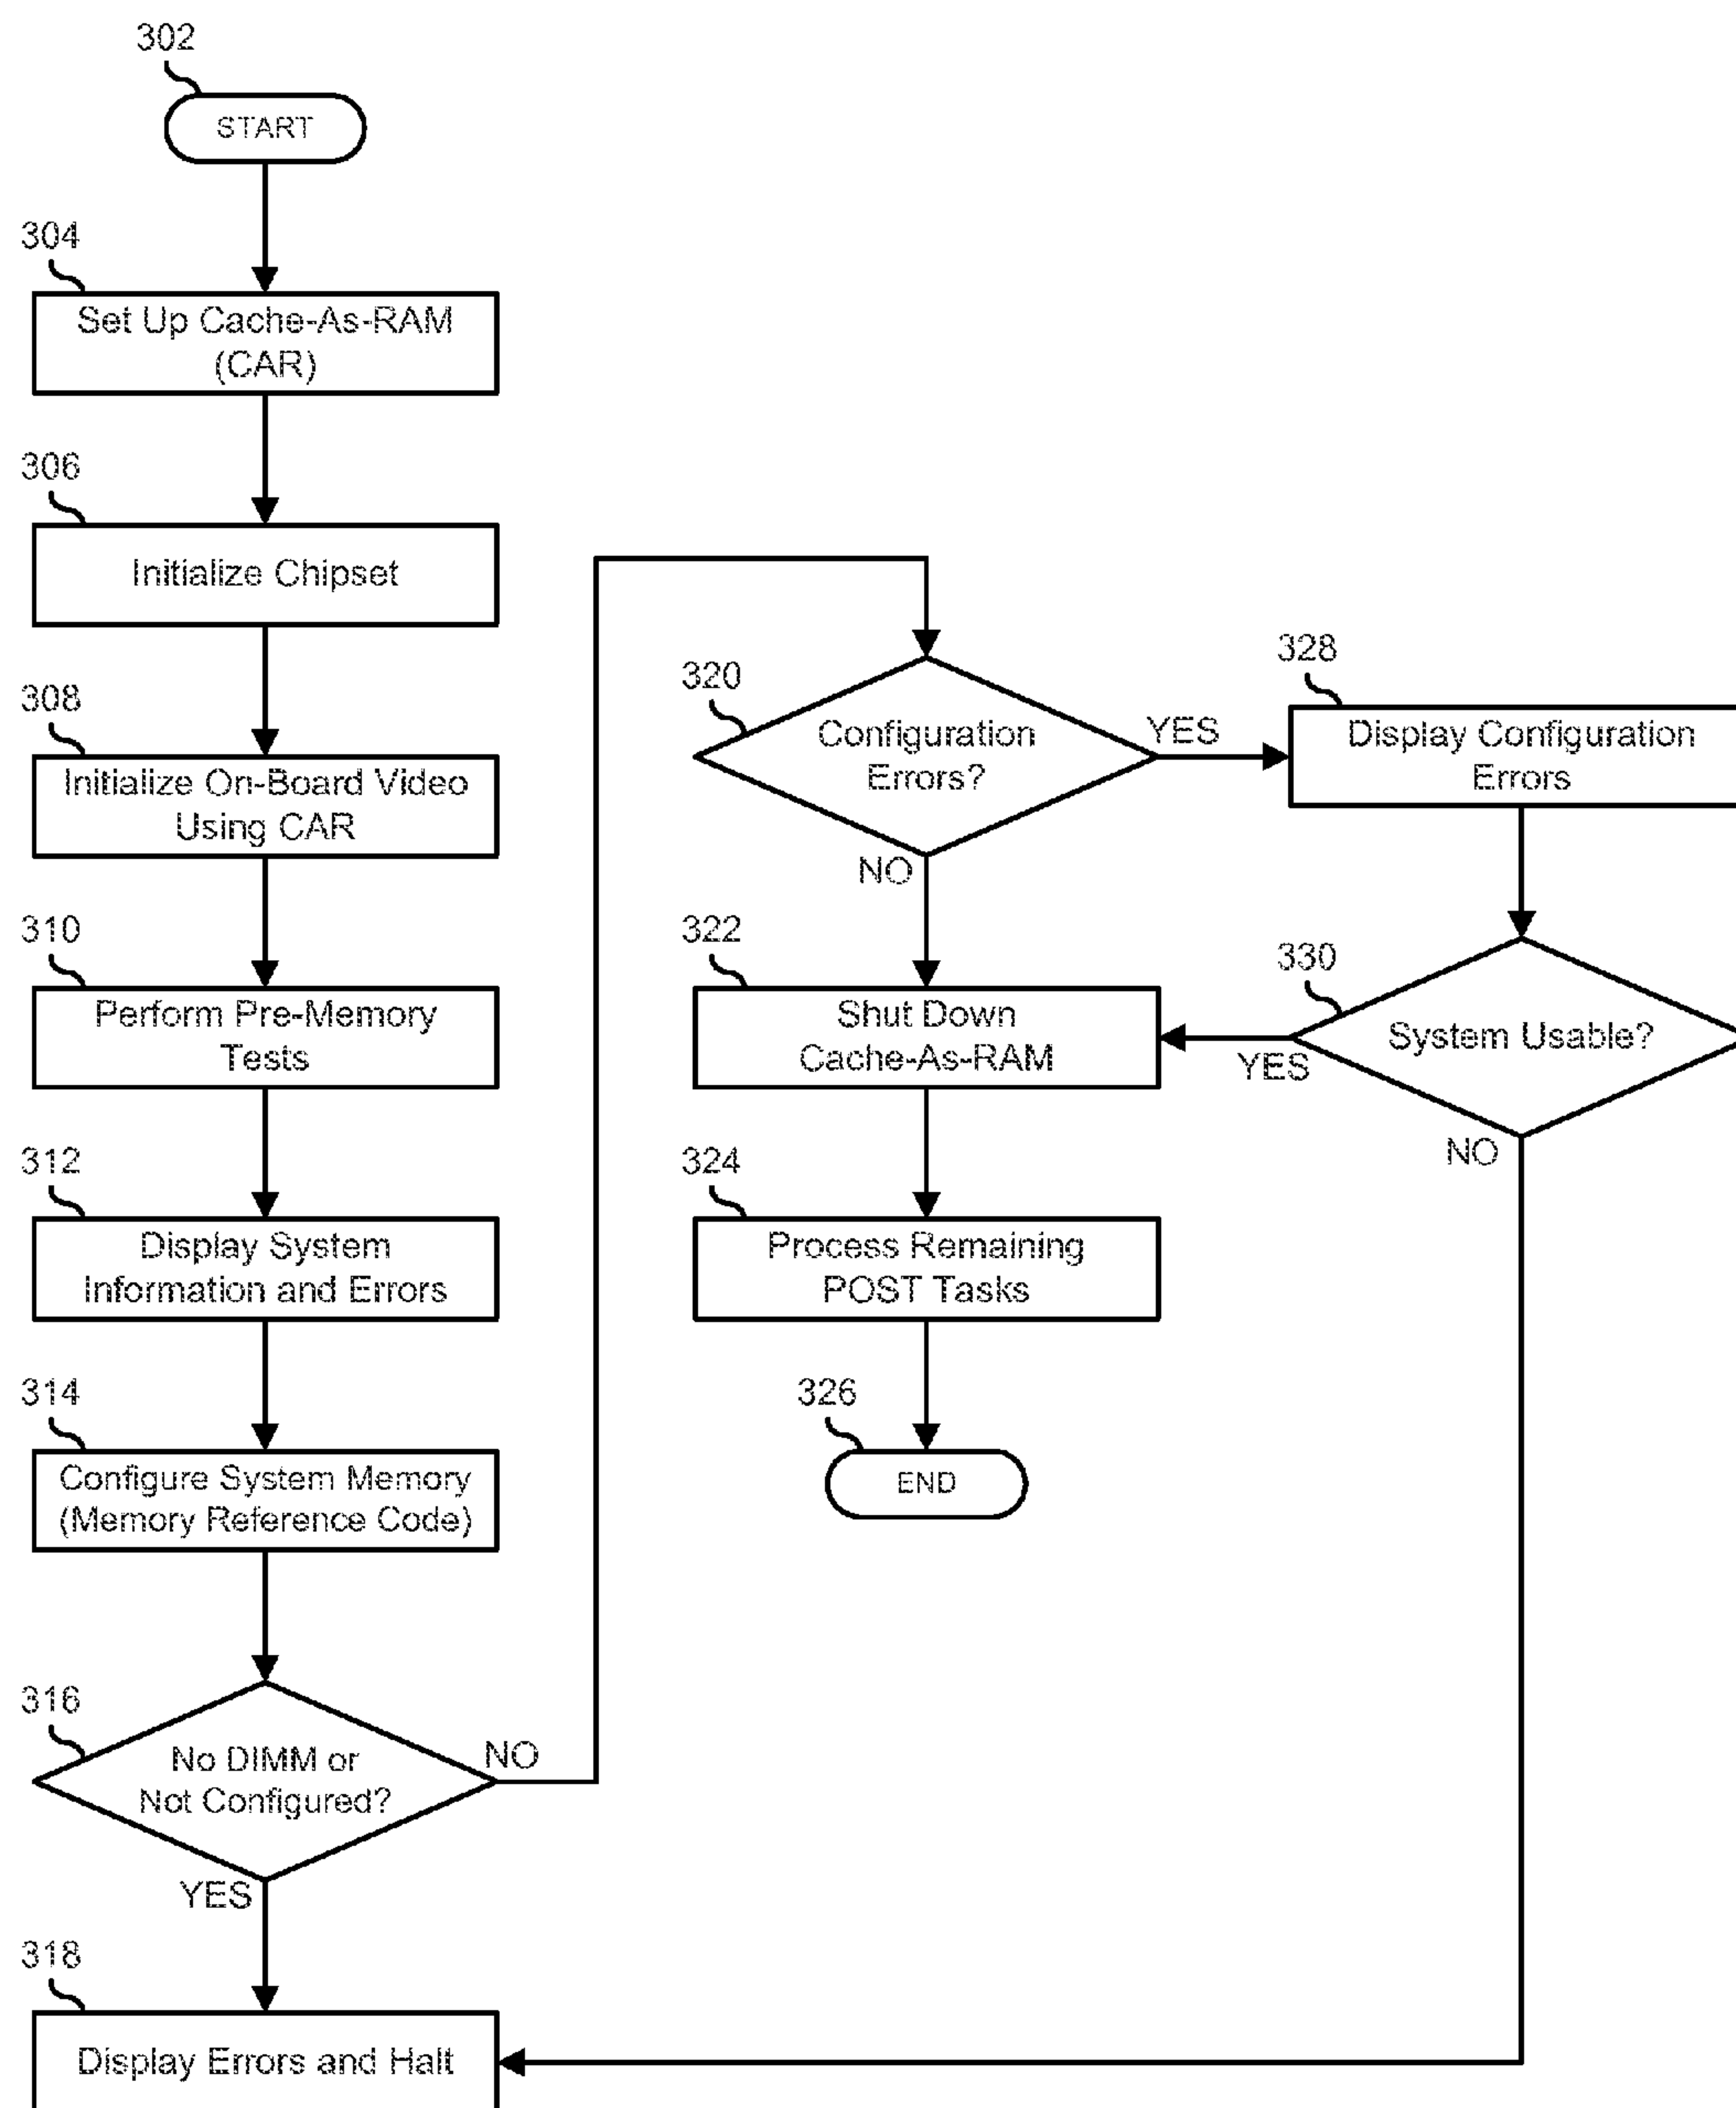 302
START
304
Set Up Cache-As-RAM
(CAR)
306
Initialize Chipset
308
Initialize On-Board Video
Using CAR
310
Perform Pre-Memory
Tests
312
Display System
Information and Errors
314
Configure System Memory
(Memory Reference Code)
316
No DIMM or
Not Configured?
NO
YES
318
Display Errors and Halt
320
Configuration
Errors?
YES
NO
322
Shut Down
Cache-As-RAM
324
Process Remaining
POST Tasks
326
END
328
Display Configuration
Errors
330
System Usable?
YES
NO